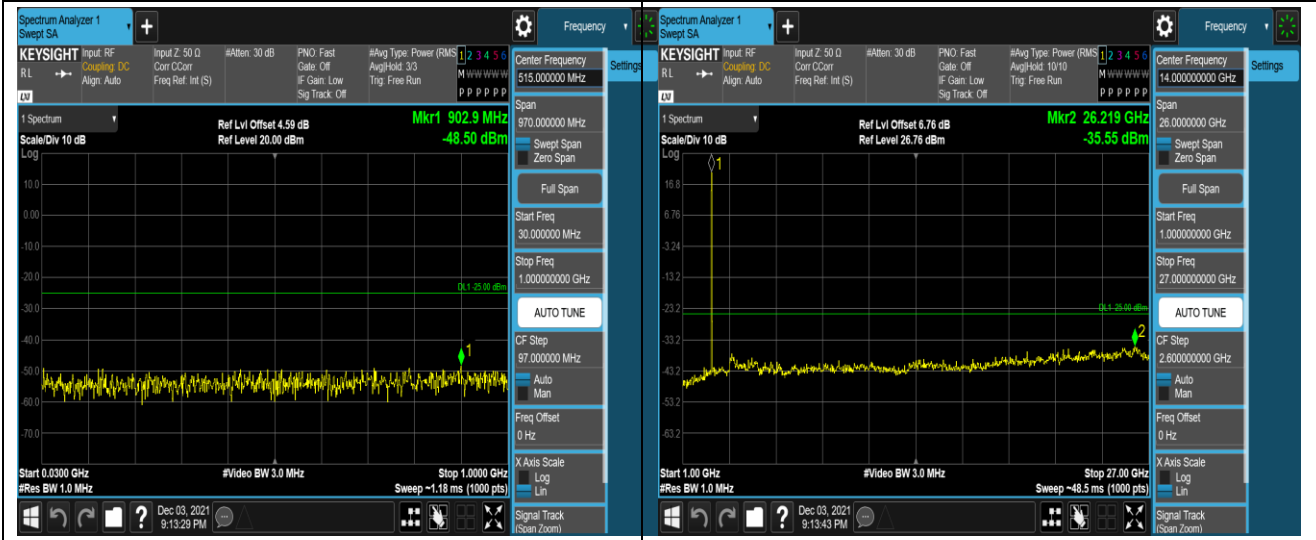 Spectrum Analyzer 1
Swept SA
+
Frequency
KEYSIGHT
RL
LXI
Input: RF
Coupling: DC
Align: Auto
Input Z: 50 Ω
Corr CCorr
Freq Ref: Int (S)
#Atten: 30 dB
PNO: Fast
Gate: Off
IF Gain: Low
Sig Track: Off
#Avg Type: Power (RMS
Avg|Hold: 3/3
Trig: Free Run
1 2 3 4 5 6
M W W W W W
P P P P P P
Center Frequency
515.000000 MHz
Settings
Span
970.000000 MHz
Swept Span
Zero Span
Full Span
Start Freq
30.000000 MHz
Stop Freq
1.000000000 GHz
AUTO TUNE
CF Step
97.000000 MHz
Auto
Man
Freq Offset
0 Hz
X Axis Scale
Log
Lin
Signal Track
(Span Zoom)
1 Spectrum
Scale/Div 10 dB
Log
Ref Lvl Offset 4.59 dB
Ref Level 20.00 dBm
Mkr1 902.9 MHz
-48.50 dBm
10.0
0.00
-10.0
-20.0
DL1 -25.00 dBm
-30.0
-40.0
1
-50.0
-60.0
-70.0
Start 0.0300 GHz
#Res BW 1.0 MHz
#Video BW 3.0 MHz
Stop 1.0000 GHz
Sweep ~1.18 ms (1000 pts)
?
Dec 03, 2021
9:13:29 PM
Spectrum Analyzer 1
Swept SA
+
Frequency
KEYSIGHT
RL
LXI
Input: RF
Coupling: DC
Align: Auto
Input Z: 50 Ω
Corr CCorr
Freq Ref: Int (S)
#Atten: 30 dB
PNO: Fast
Gate: Off
IF Gain: Low
Sig Track: Off
#Avg Type: Power (RMS
Avg|Hold: 10/10
Trig: Free Run
1 2 3 4 5 6
M W W W W W
P P P P P P
Center Frequency
14.000000000 GHz
Settings
Span
26.0000000 GHz
Swept Span
Zero Span
Full Span
Start Freq
1.000000000 GHz
Stop Freq
27.000000000 GHz
AUTO TUNE
CF Step
2.600000000 GHz
Auto
Man
Freq Offset
0 Hz
X Axis Scale
Log
Lin
Signal Track
(Span Zoom)
1 Spectrum
Scale/Div 10 dB
Log
Ref Lvl Offset 6.76 dB
Ref Level 26.76 dBm
Mkr2 26.219 GHz
-35.55 dBm
1
16.8
6.76
-3.24
-13.2
-23.2
DL1 -25.00 dBm
2
-33.2
-43.2
-53.2
-63.2
Start 1.00 GHz
#Res BW 1.0 MHz
#Video BW 3.0 MHz
Stop 27.00 GHz
Sweep ~48.5 ms (1000 pts)
?
Dec 03, 2021
9:13:43 PM